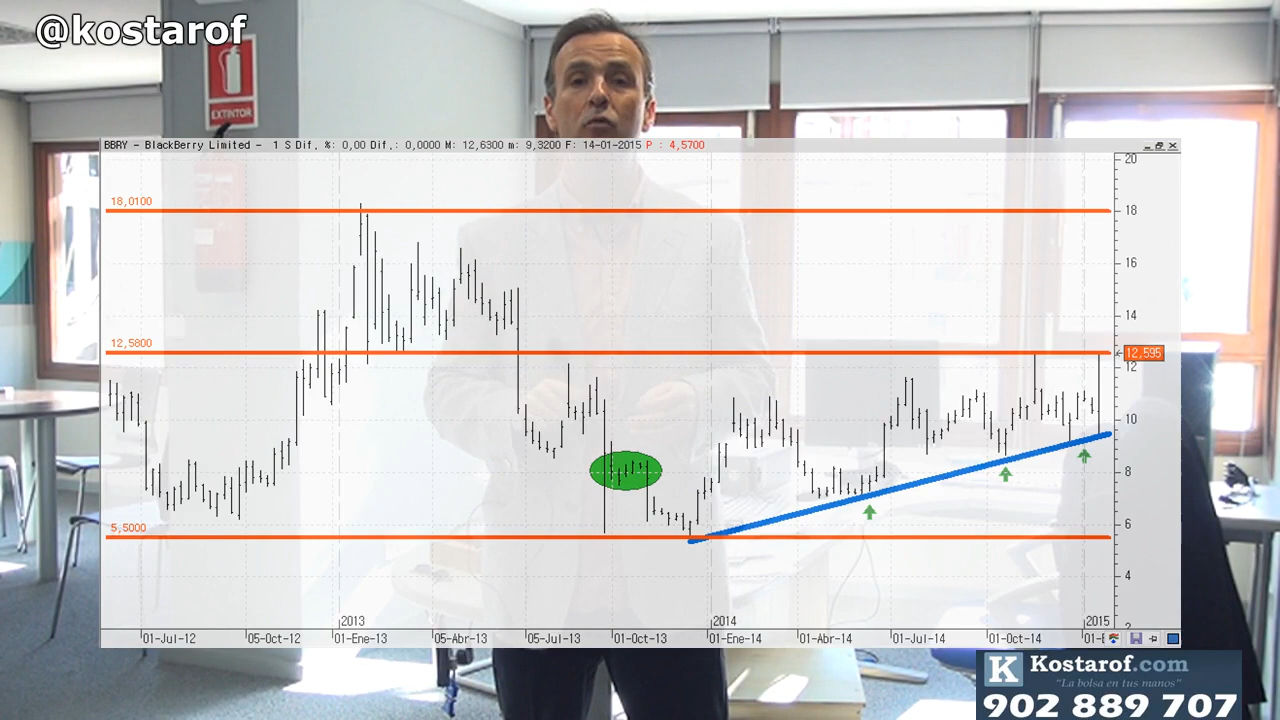 @kostarof
EXTINTOR
BBRY - BlackBerry Limited - 1 S Dif. %: 0,00 Dif.: 0,0000 M: 12,6300 m: 9,3200 F: 14-01-2015 P : 4,5700
20
18,0100
18
16
14
12,5800
12,595
12
10
8
6
5,5000
4
2
2013
2014
2015
01-Jul-12
05-Oct-12
01-Ene-13
05-Abr-13
05-Jul-13
01-Oct-13
01-Ene-14
01-Abr-14
01-Jul-14
01-Oct-14
01-E
K
Kostarof.com
"La bolsa en tus manos"
902 889 707